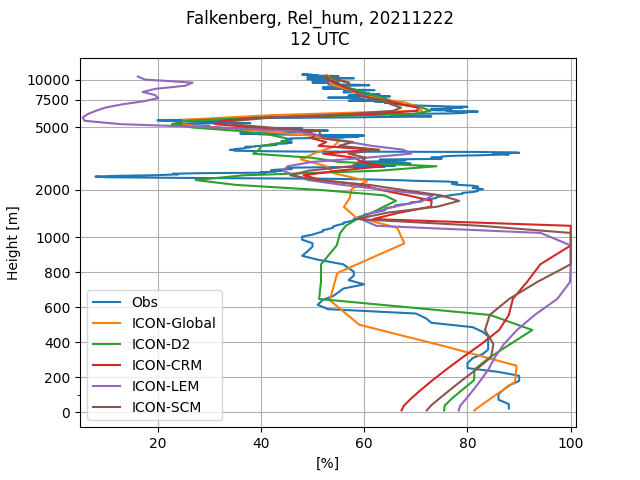 Falkenberg, Rel_hum, 20211222
12 UTC
Height [m]
10000
7500
5000
2000
1000
800
600
400
200
0
Obs
ICON-Global
ICON-D2
ICON-CRM
ICON-LEM
ICON-SCM
20
40
60
80
100
[%]